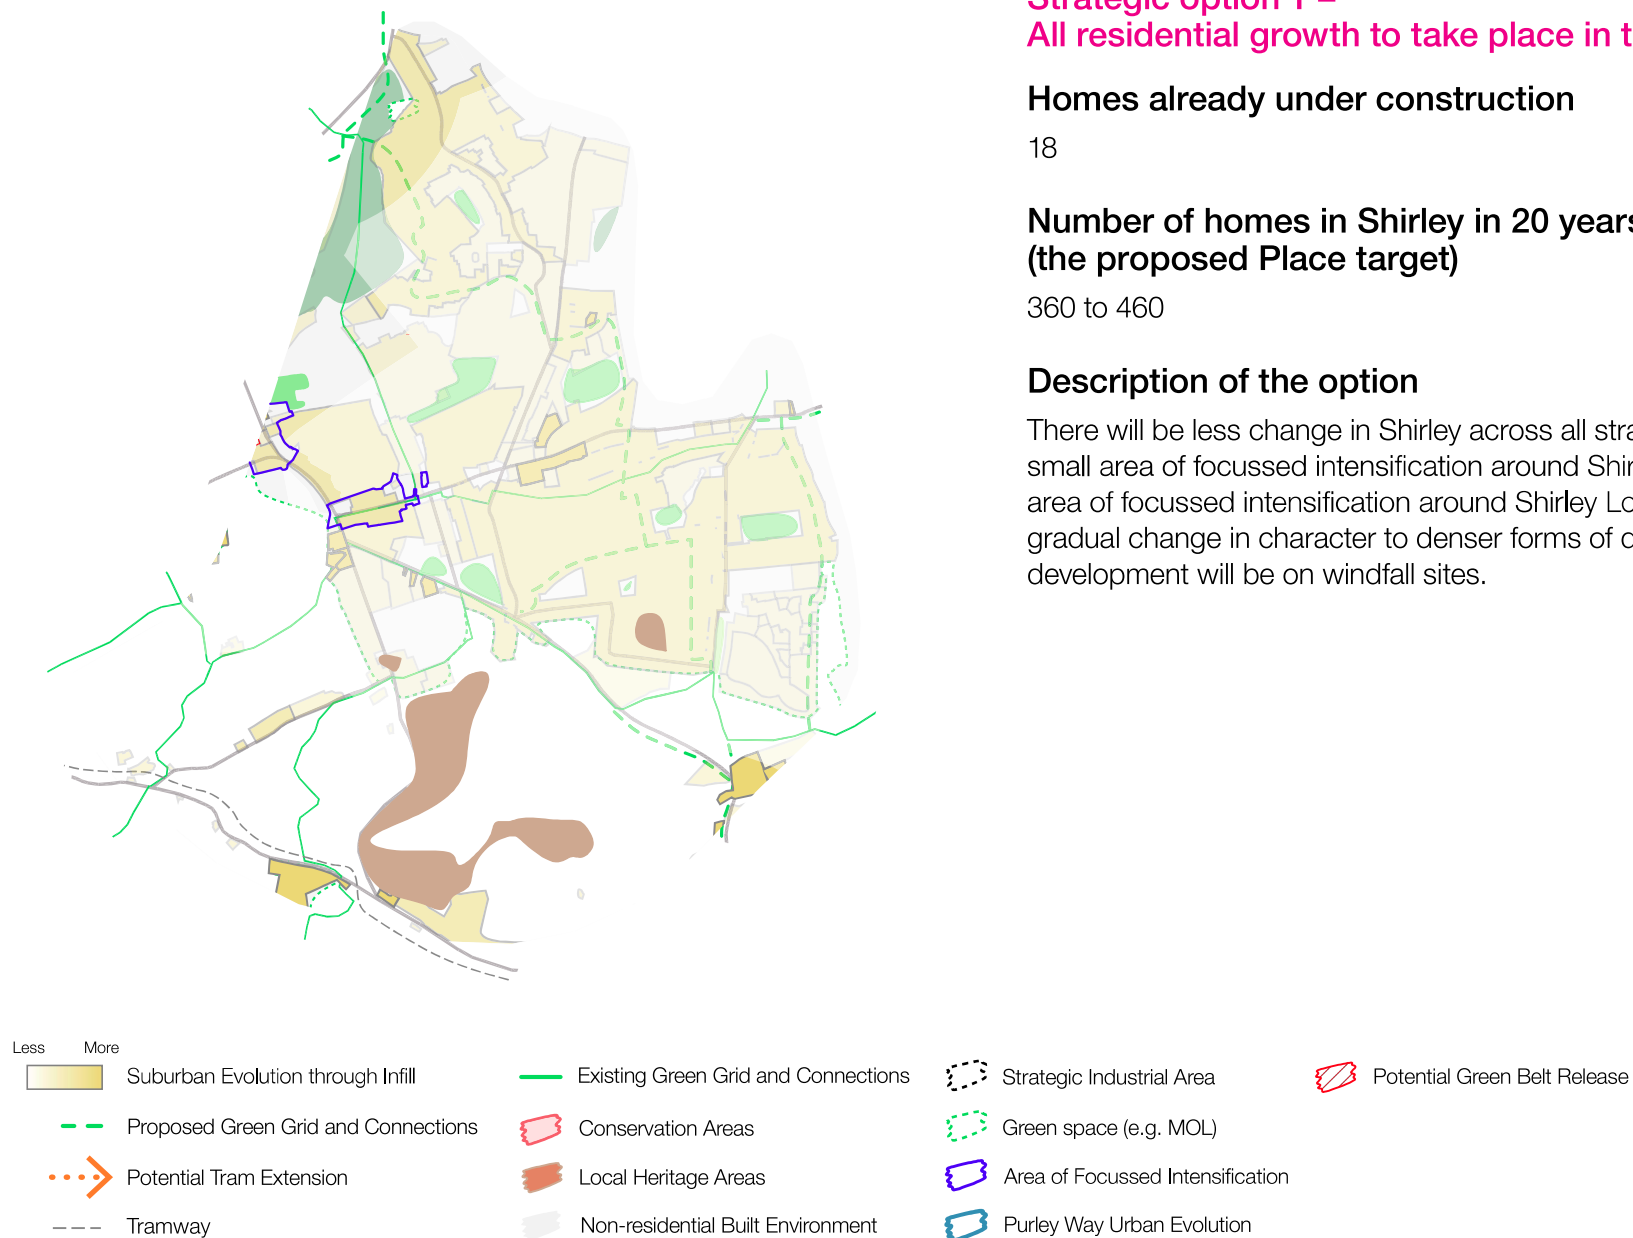 Strategic option 1 –
All residential growth to take place in t
Homes already under construction
18
Number of homes in Shirley in 20 years
(the proposed Place target)
360 to 460
Description of the option
There will be less change in Shirley across all stra
small area of focussed intensification around Shir
area of focussed intensification around Shirley Lo
gradual change in character to denser forms of
development will be on windfall sites.
Less More
Suburban Evolution through Infill
Proposed Green Grid and Connections
Potential Tram Extension
Tramway
Existing Green Grid and Connections
Conservation Areas
Local Heritage Areas
Non-residential Built Environment
Strategic Industrial Area
Green space (e.g. MOL)
Area of Focussed Intensification
Purley Way Urban Evolution
Potential Green Belt Release